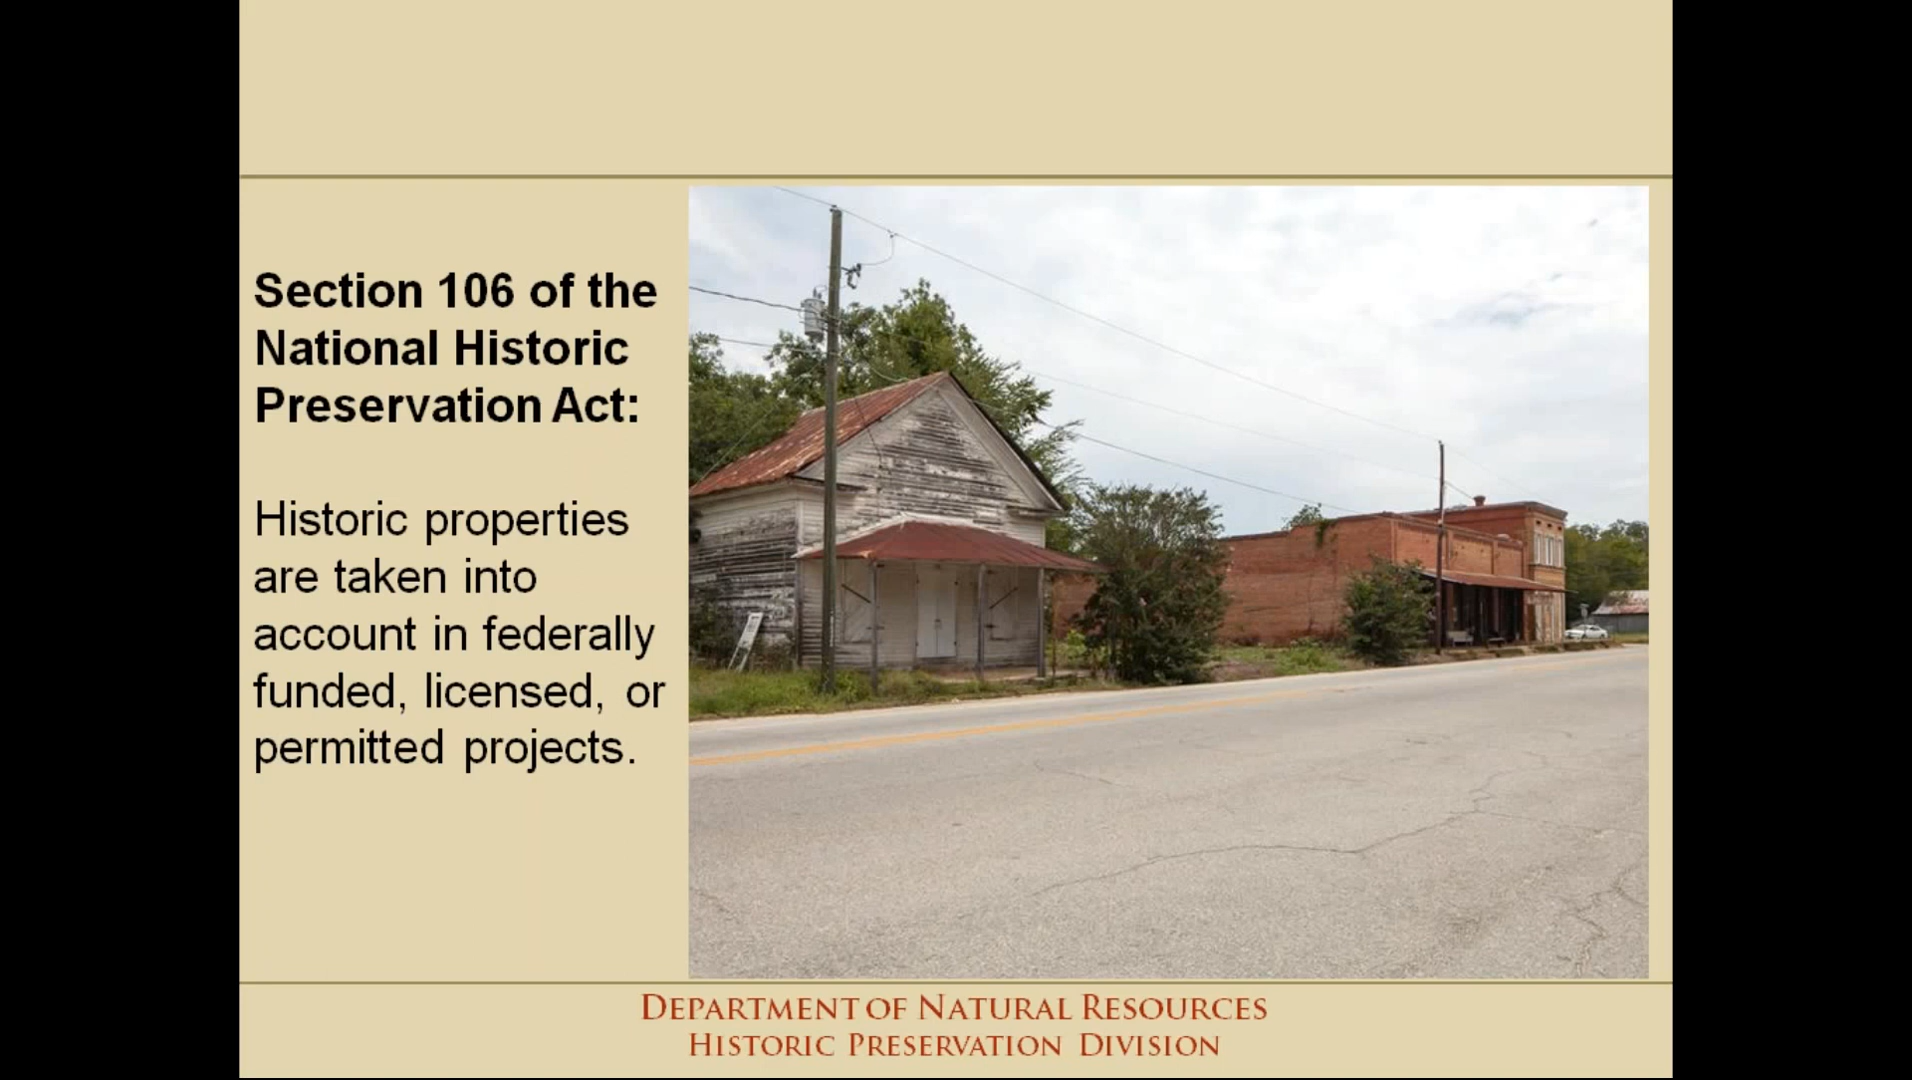 Section 106 of the
National Historic
Preservation Act:
Historic properties
are taken into
account in federally
funded, licensed, or
permitted projects.
DEPARTMENT OF NATURAL RESOURCES
HISTORIC PRESERVATION DIVISION